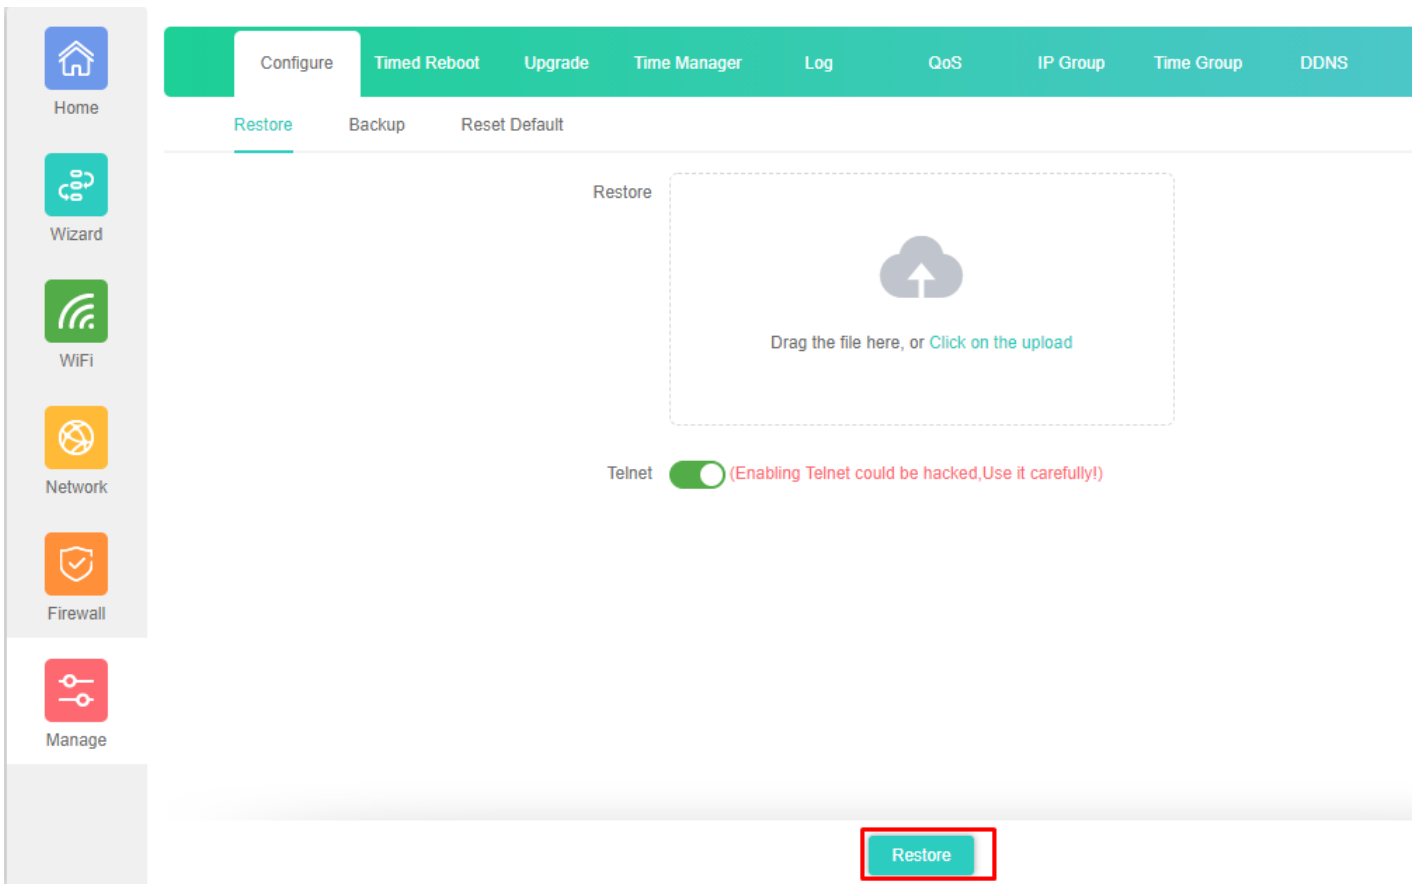 Home
Wizard
WiFi
Network
Firewall
Manage
Configure Timed Reboot Upgrade Time Manager Log QoS IP Group Time Group DDNS
Restore Backup Reset Default
Restore
Drag the file here, or Click on the upload
Telnet (Enabling Telnet could be hacked,Use it carefully!)
Restore